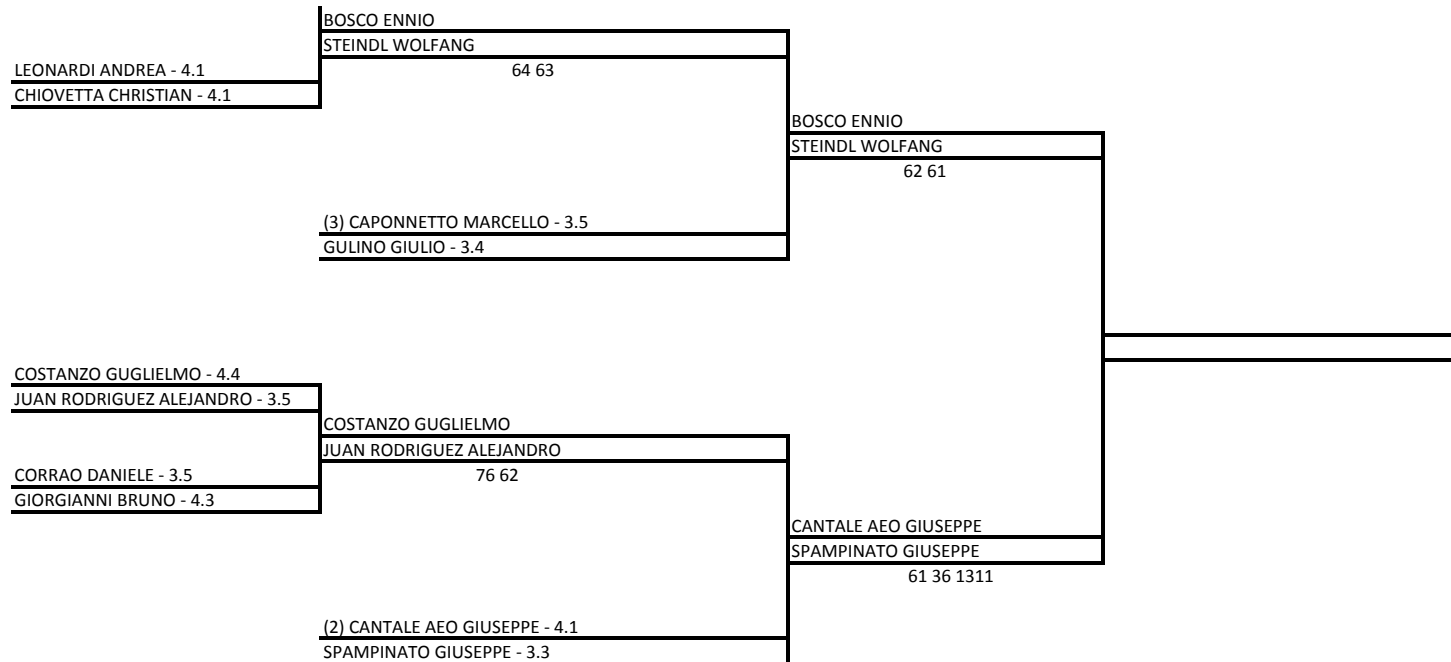 BOSCO ENNIO
STEINDL WOLFANG
64 63
LEONARDI ANDREA - 4.1
CHIOVETTA CHRISTIAN - 4.1
BOSCO ENNIO
STEINDL WOLFANG
62 61
(3) CAPONNETTO MARCELLO - 3.5
GULINO GIULIO - 3.4
COSTANZO GUGLIELMO - 4.4
JUAN RODRIGUEZ ALEJANDRO - 3.5
COSTANZO GUGLIELMO
JUAN RODRIGUEZ ALEJANDRO
76 62
CORRAO DANIELE - 3.5
GIORGIANNI BRUNO - 4.3
CANTALE AEO GIUSEPPE
SPAMPINATO GIUSEPPE
61 36 1311
(2) CANTALE AEO GIUSEPPE - 4.1
SPAMPINATO GIUSEPPE - 3.3